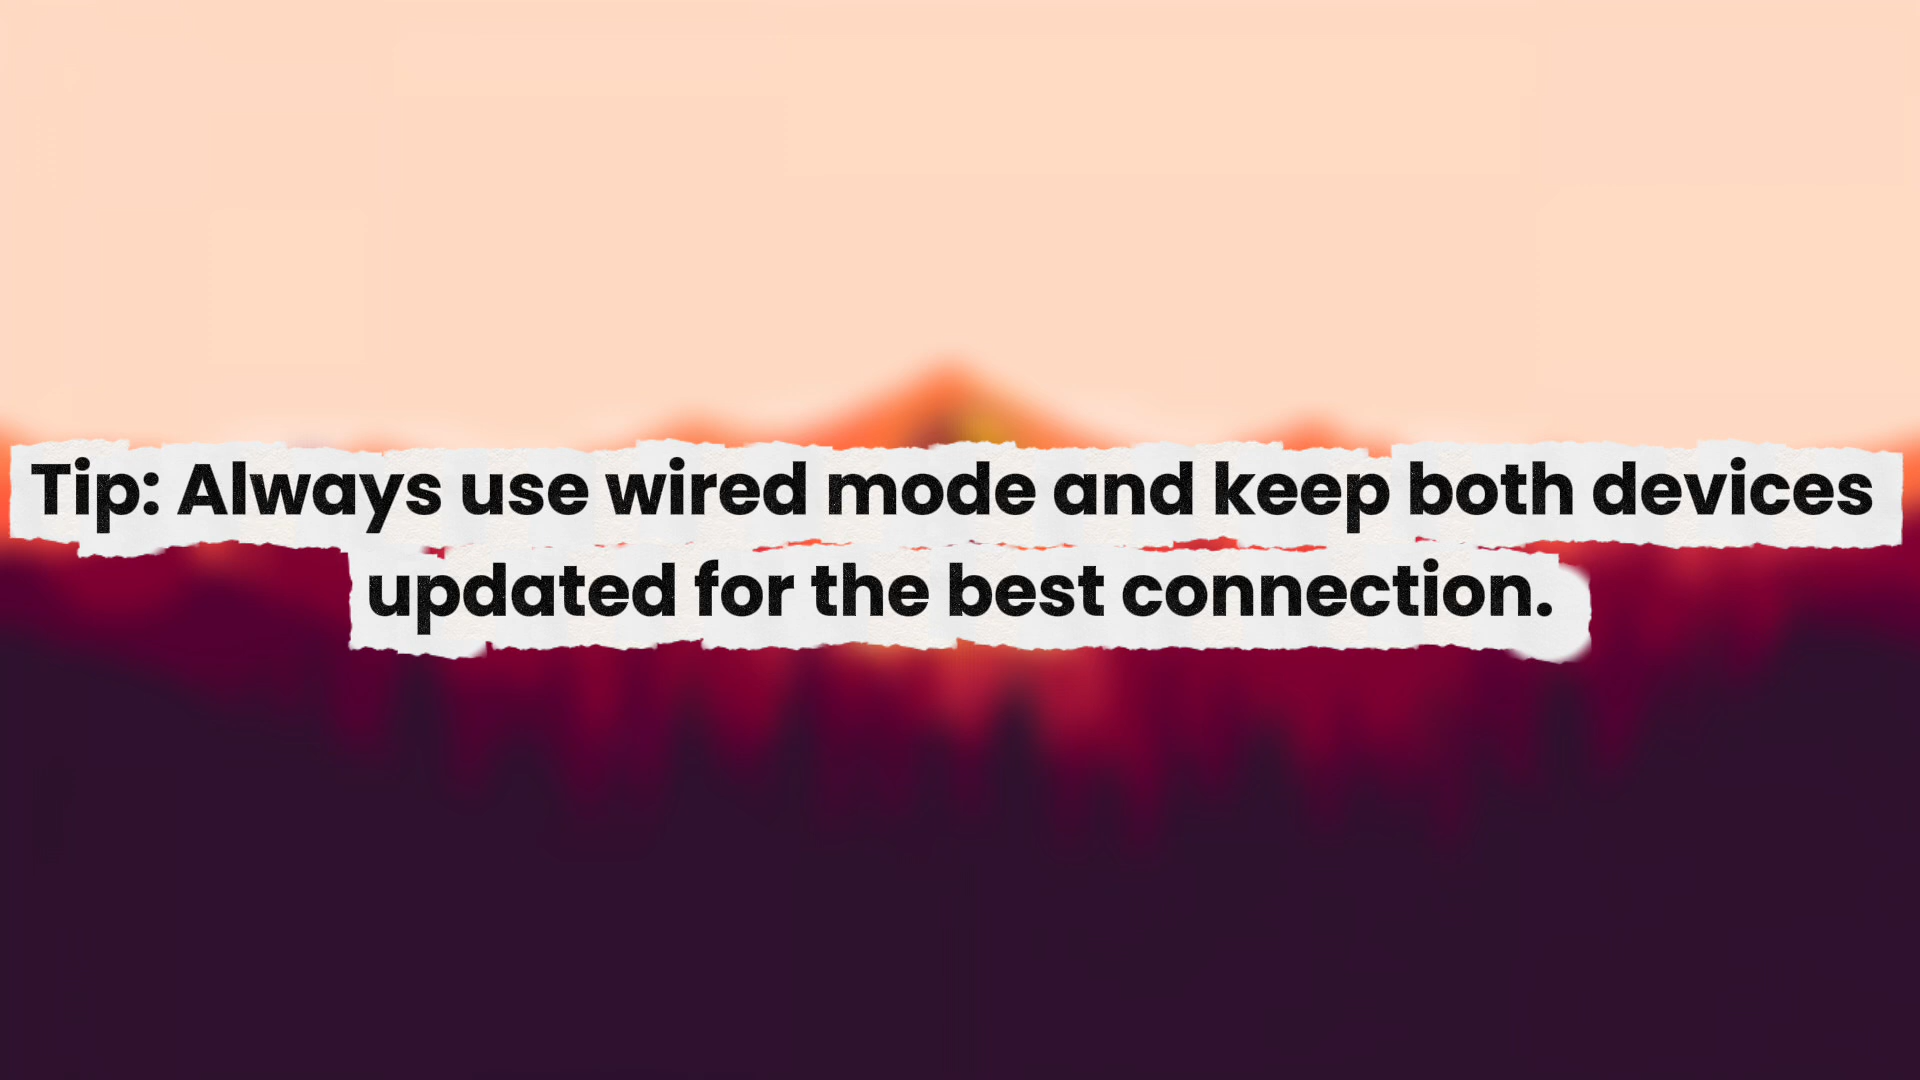 Tip: Always use wired mode and keep both devices
updated for the best connection.